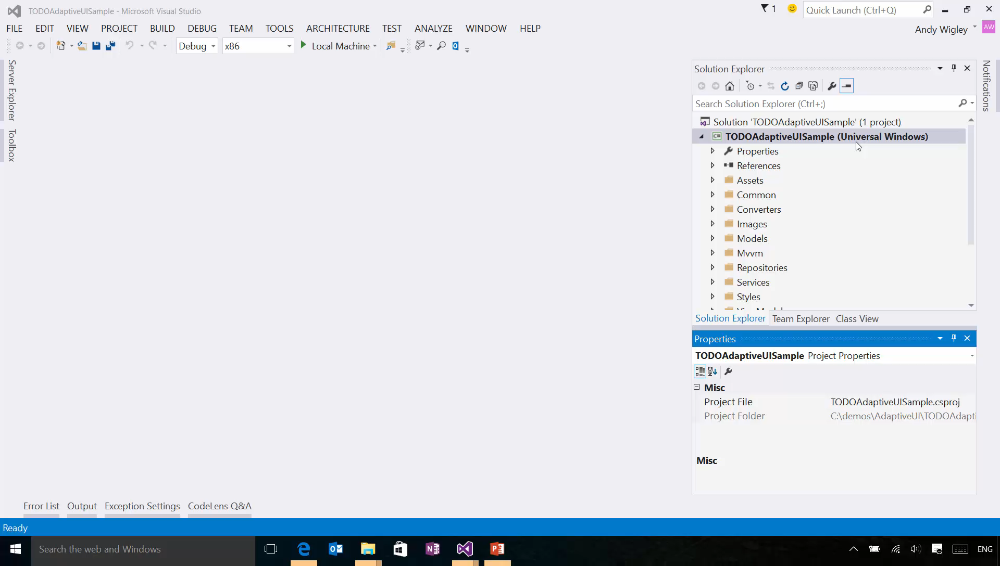 TODOAdaptiveUISample - Microsoft Visual Studio
1
Quick Launch (Ctrl+Q)
FILE EDIT VIEW PROJECT BUILD DEBUG TEAM TOOLS ARCHITECTURE TEST ANALYZE WINDOW HELP
Andy Wigley AW
Debug x86 Local Machine
Server Explorer
Toolbox
Solution Explorer
Notifications
Search Solution Explorer (Ctrl+;)
Solution 'TODOAdaptiveUISample' (1 project)
TODOAdaptiveUISample (Universal Windows)
Properties
References
Assets
Common
Converters
Images
Models
Mvvm
Repositories
Services
Styles
Solution Explorer Team Explorer Class View
Properties
TODOAdaptiveUISample Project Properties
Misc
Project File TODOAdaptiveUISample.csproj
Project Folder C:\demos\AdaptiveUI\TODOAdapti
Misc
Error List Output Exception Settings CodeLens Q&A
Ready
Search the web and Windows
ENG